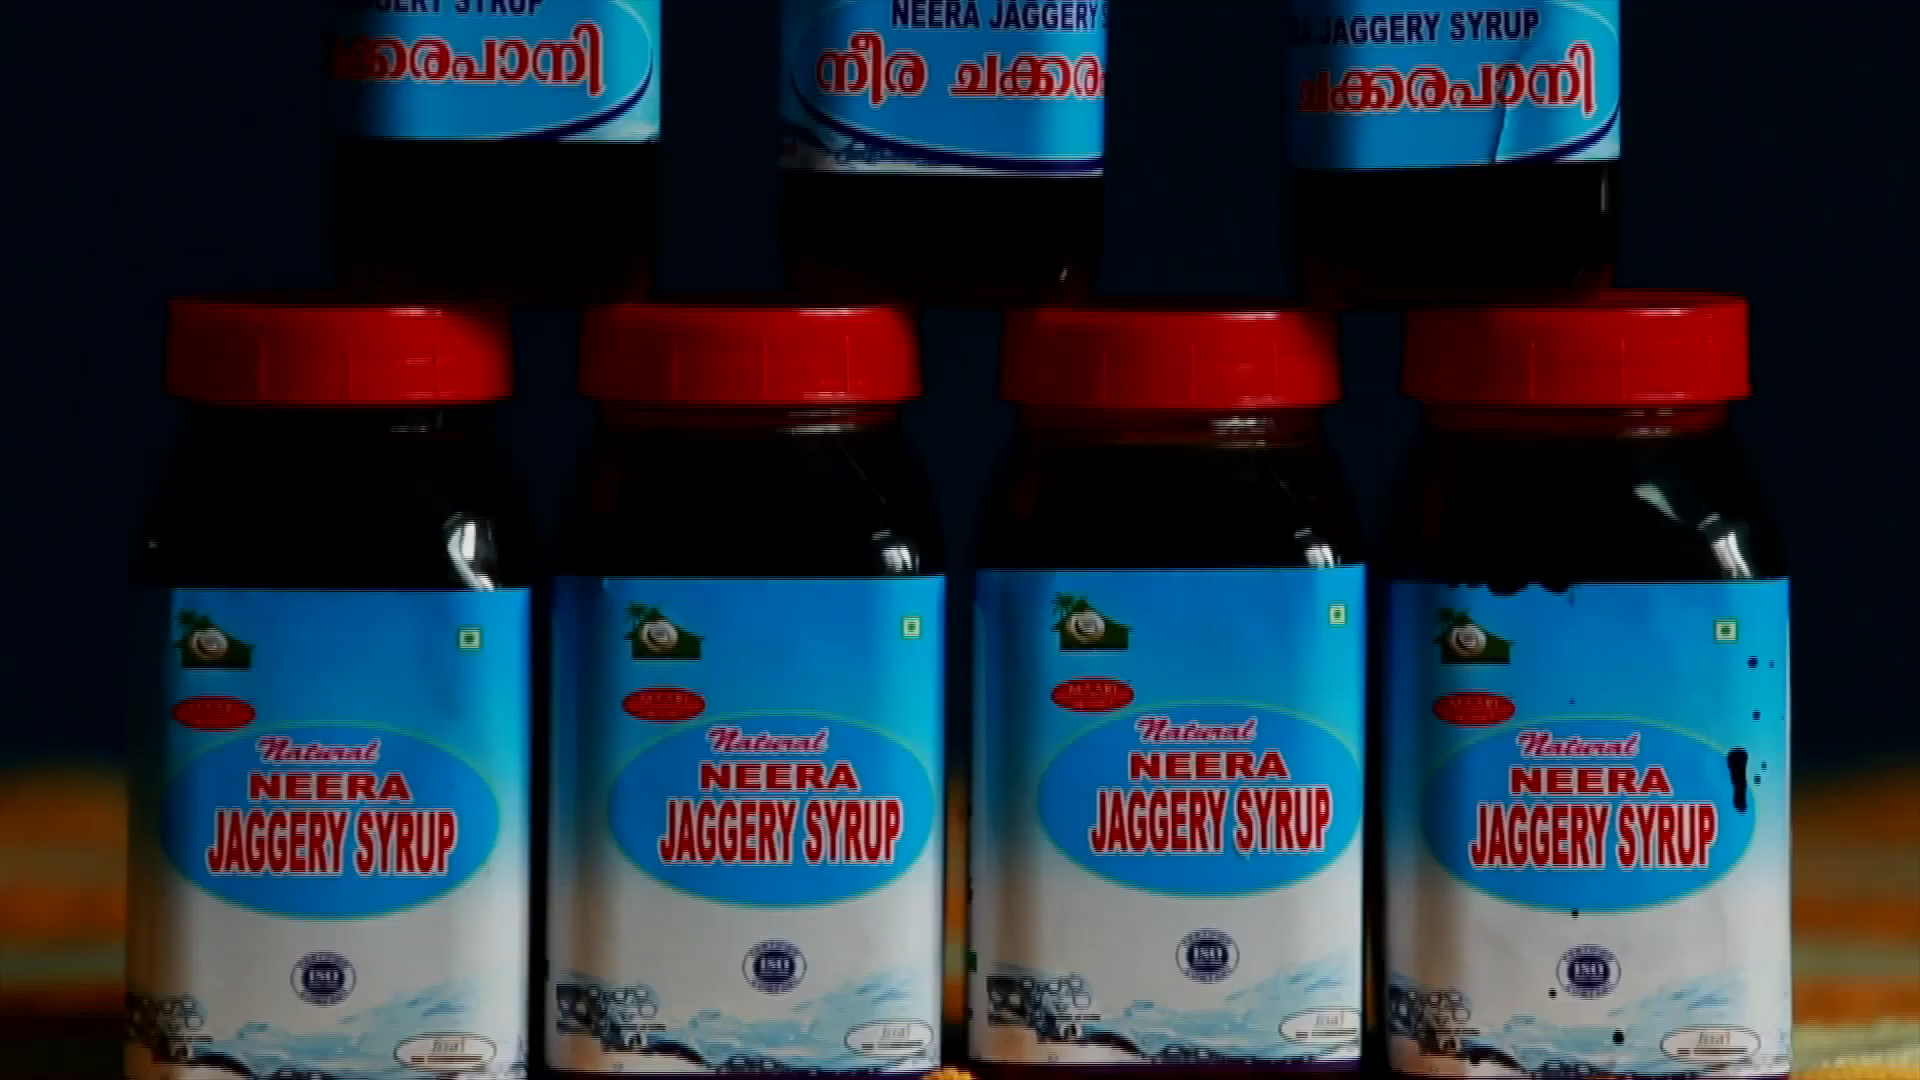 JAGGERY SYRUP
ക്കരപാനി
NEERA JAGGERY
നീര ചക്കര
JAGGERY SYRUP
ചക്കരപാനി
Natural
NEERA
JAGGERY SYRUP
ISO
Natural
NEERA
JAGGERY SYRUP
ISO
Natural
NEERA
JAGGERY SYRUP
ISO
Natural
NEERA
JAGGERY SYRUP
ISO